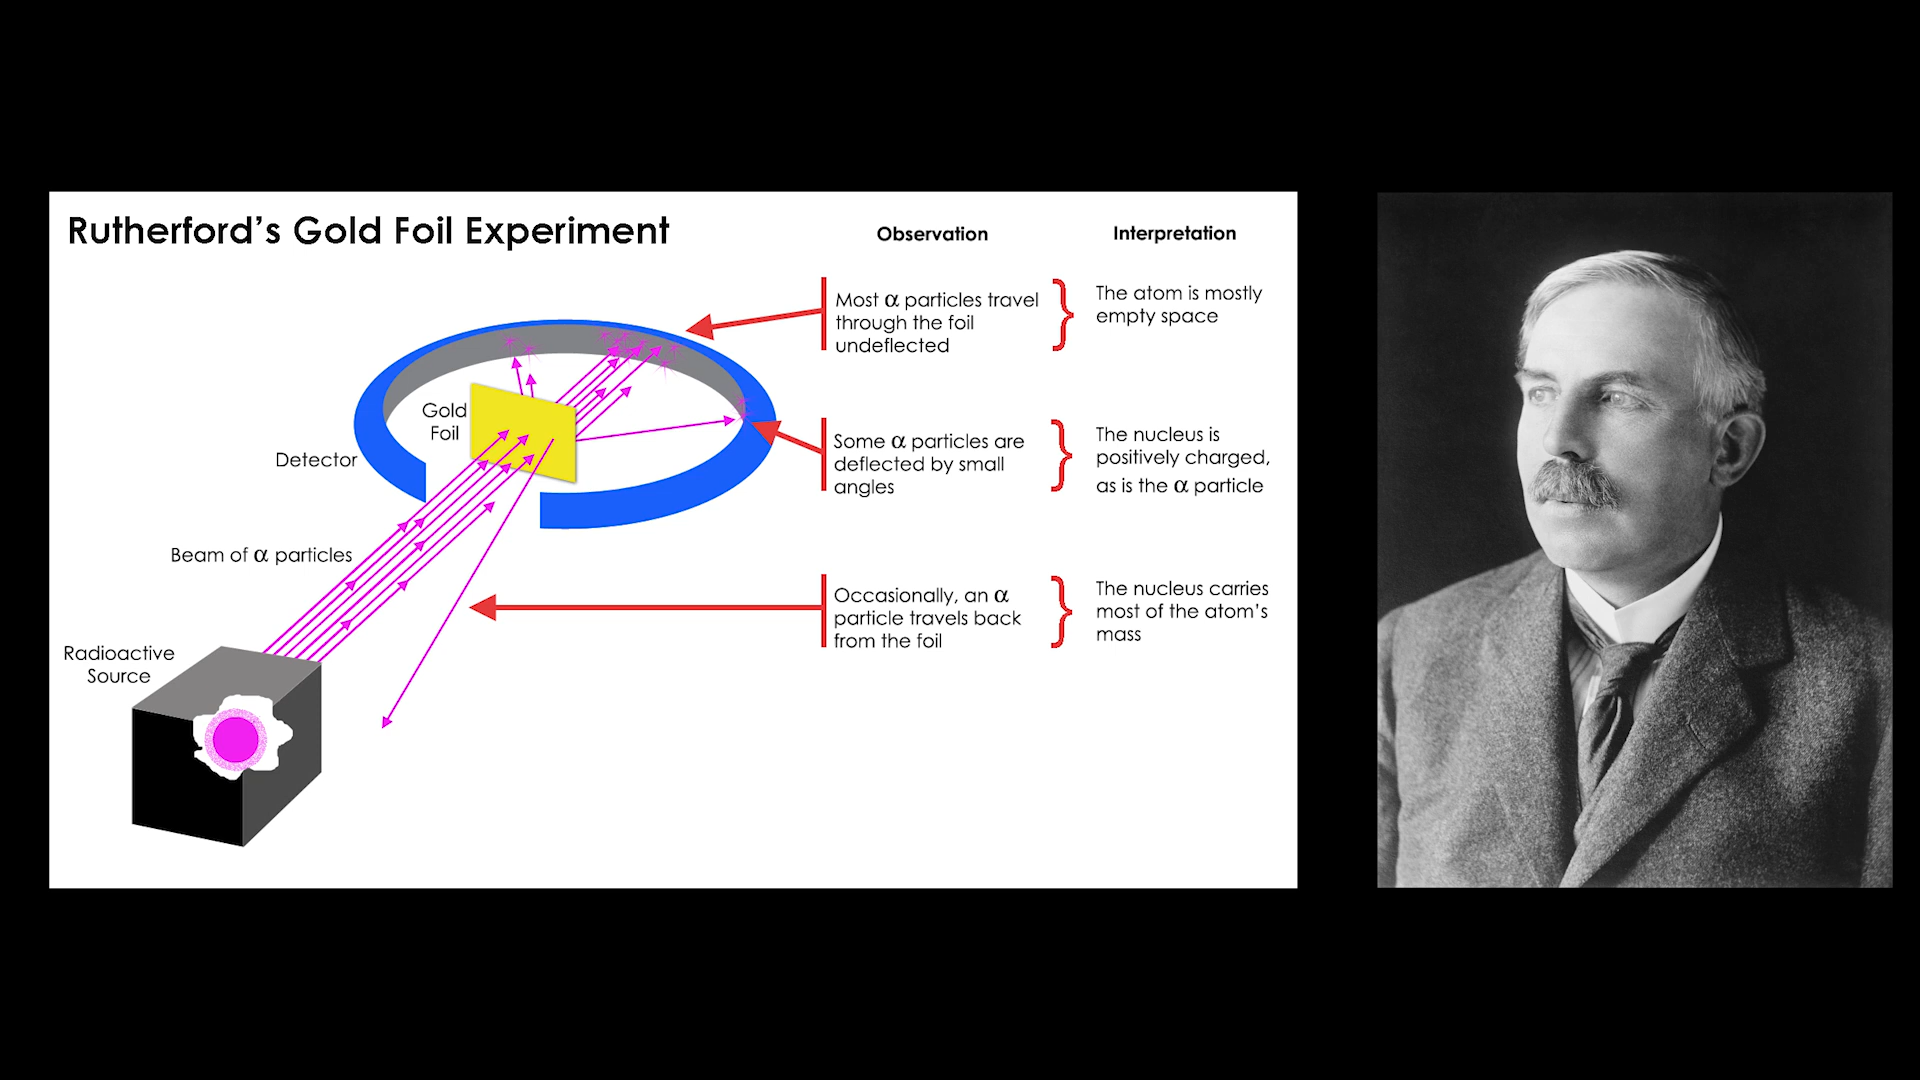 Rutherford’s Gold Foil Experiment
Observation
Interpretation
Most α particles travel
through the foil
undeflected
The atom is mostly
empty space
Gold
Foil
Detector
Some α particles are
deflected by small
angles
The nucleus is
positively charged,
as is the α particle
Beam of α particles
Occasionally, an α
particle travels back
from the foil
The nucleus carries
most of the atom’s
mass
Radioactive
Source